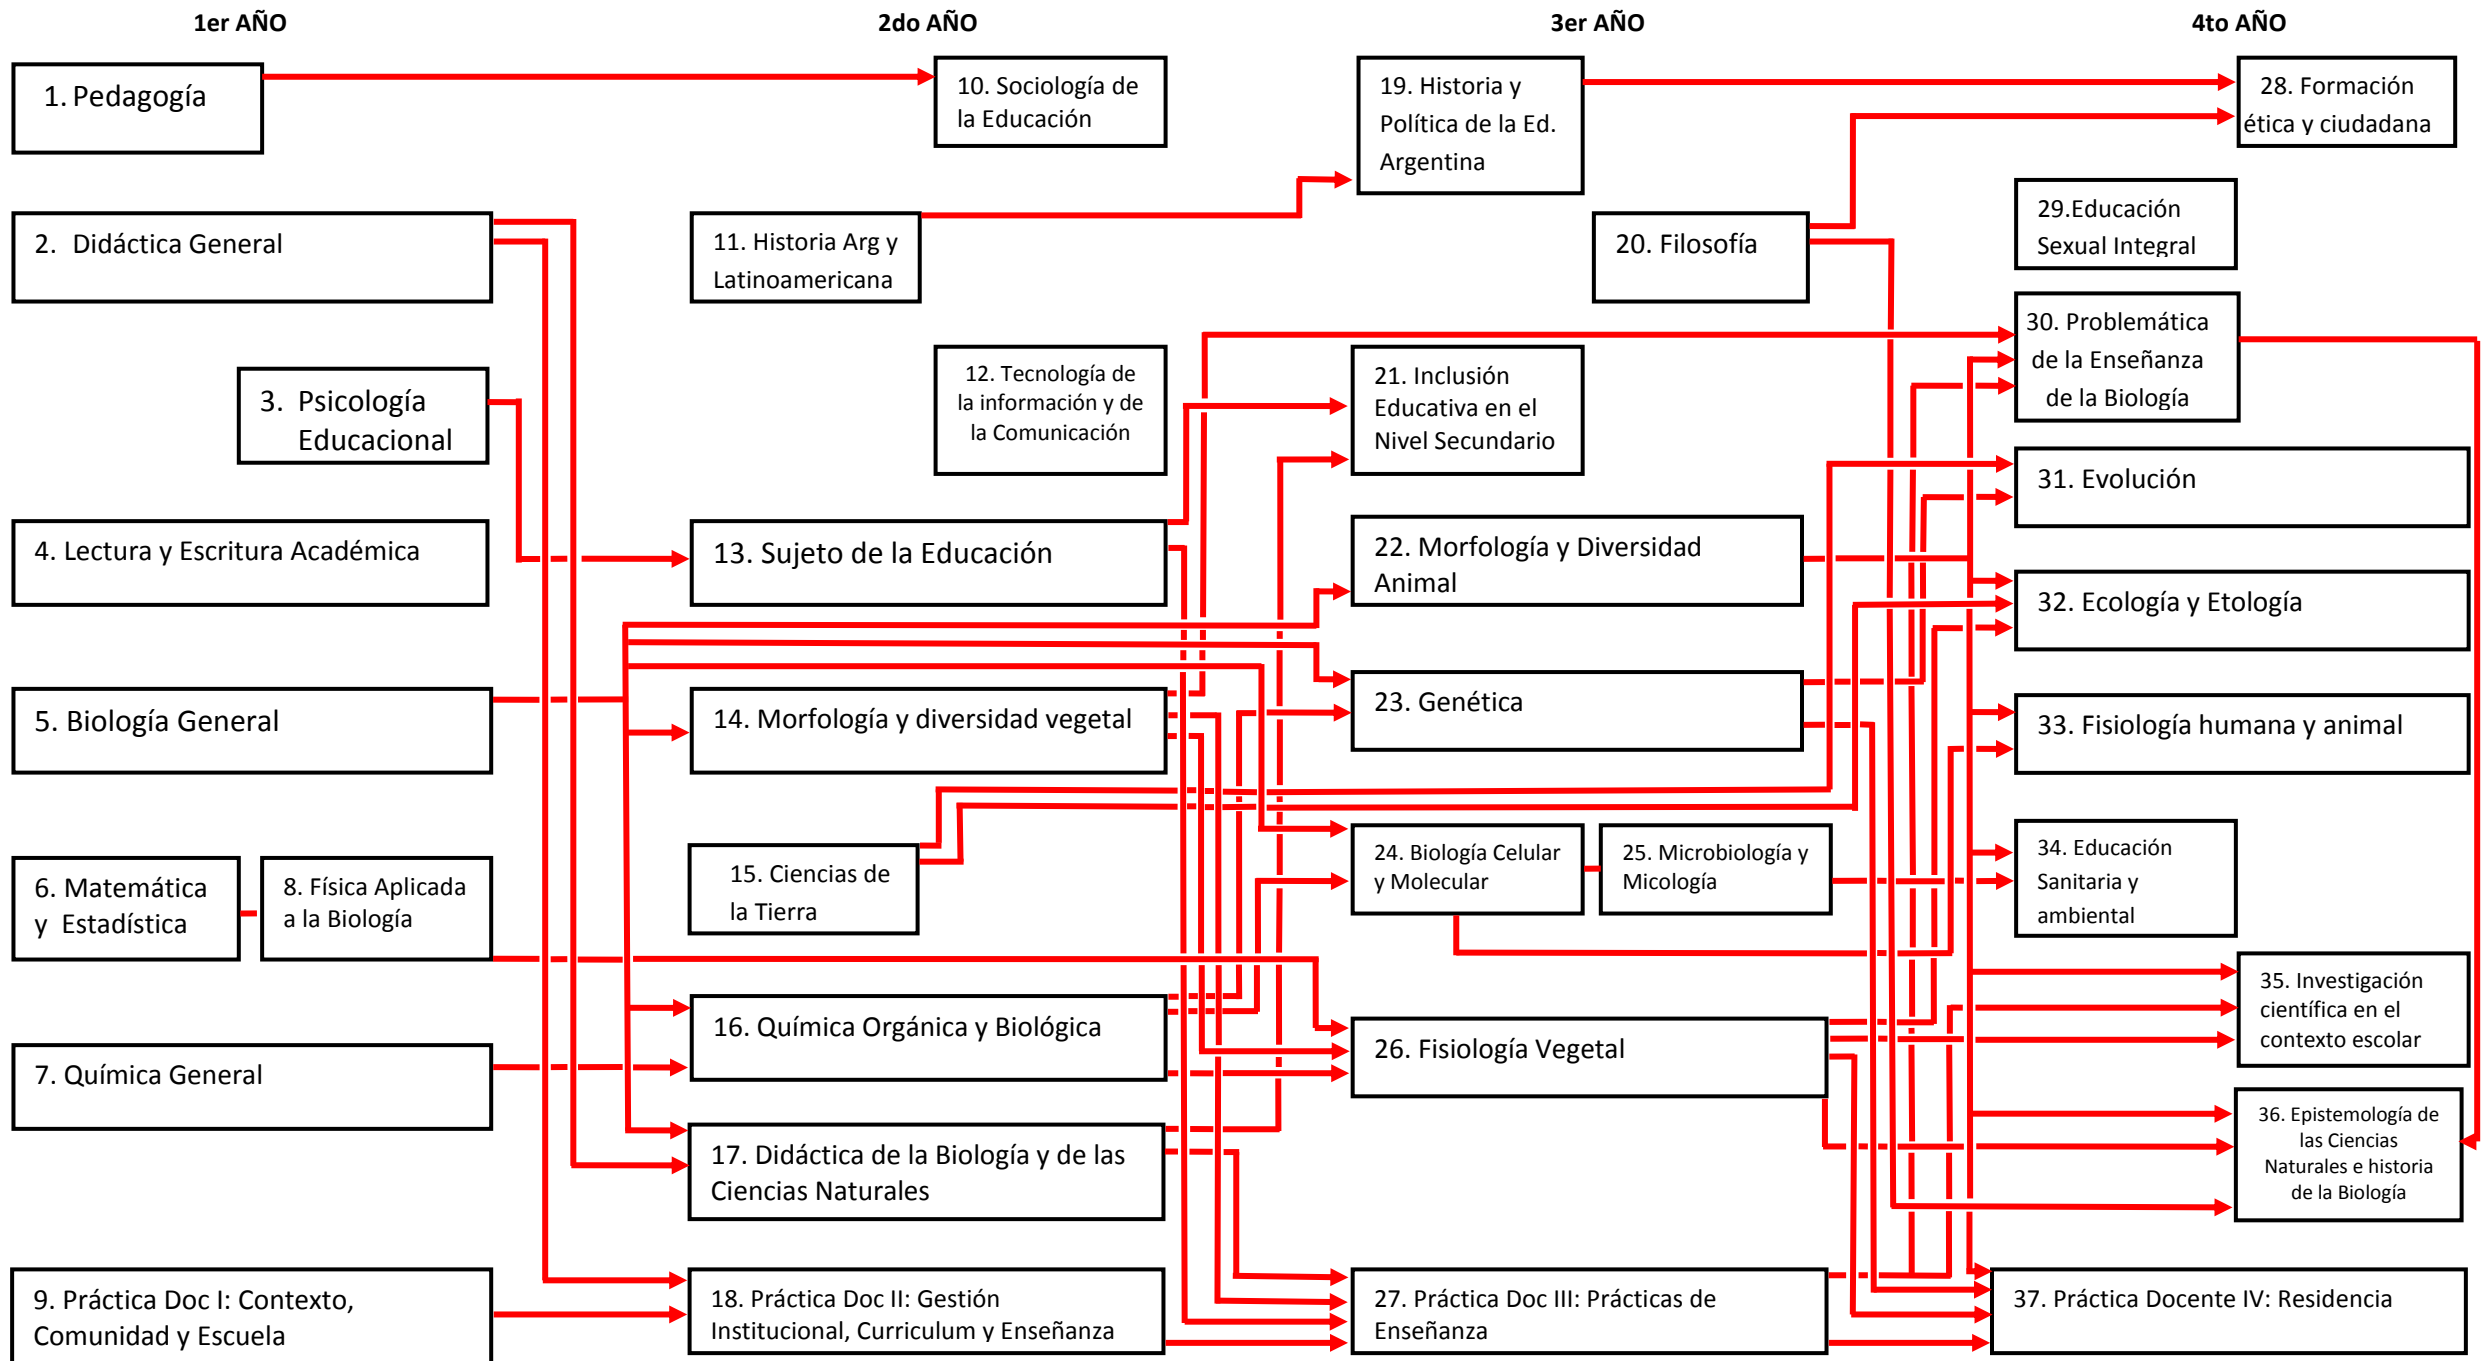 1er AÑO
2do AÑO
3er AÑO
4to AÑO
1. Pedagogía
2. Didáctica General
3. Psicología
Educacional
4. Lectura y Escritura Académica
5. Biología General
6. Matemática
y Estadística
8. Física Aplicada
a la Biología
7. Química General
9. Práctica Doc I: Contexto,
Comunidad y Escuela
10. Sociología de
la Educación
11. Historia Arg y
Latinoamericana
12. Tecnología de
la información y de
la Comunicación
13. Sujeto de la Educación
14. Morfología y diversidad vegetal
15. Ciencias de
la Tierra
16. Química Orgánica y Biológica
17. Didáctica de la Biología y de las
Ciencias Naturales
18. Práctica Doc II: Gestión
Institucional, Curriculum y Enseñanza
19. Historia y
Política de la Ed.
Argentina
20. Filosofía
21. Inclusión
Educativa en el
Nivel Secundario
22. Morfología y Diversidad
Animal
23. Genética
24. Biología Celular
y Molecular
25. Microbiología y
Micología
26. Fisiología Vegetal
27. Práctica Doc III: Prácticas de
Enseñanza
28. Formación
ética y ciudadana
29.Educación
Sexual Integral
30. Problemática
de la Enseñanza
de la Biología
31. Evolución
32. Ecología y Etología
33. Fisiología humana y animal
34. Educación
Sanitaria y
ambiental
35. Investigación
científica en el
contexto escolar
36. Epistemología de
las Ciencias
Naturales e historia
de la Biología
37. Práctica Docente IV: Residencia